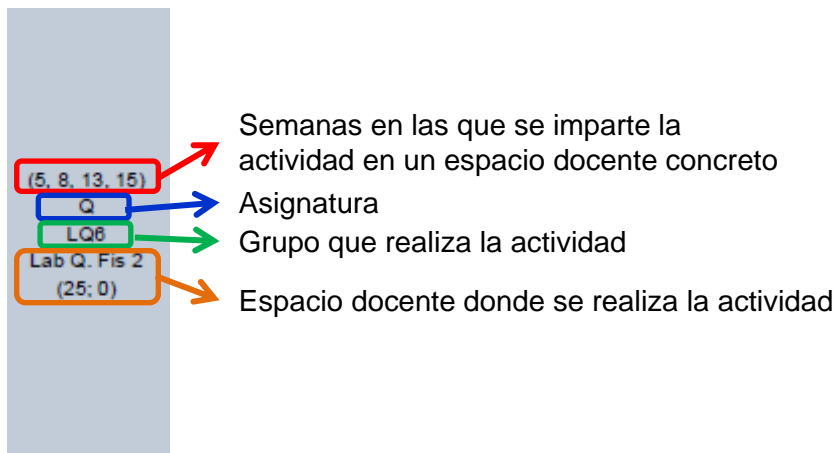 (5, 8, 13, 15)
Q
LQ6
Lab Q. Fis 2
(25; 0)
Semanas en las que se imparte la
actividad en un espacio docente concreto
Asignatura
Grupo que realiza la actividad
Espacio docente donde se realiza la actividad